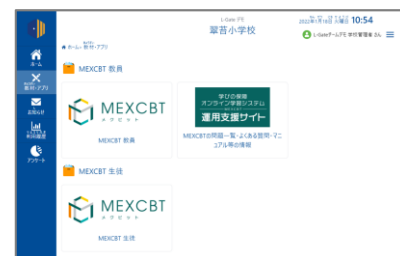 L-Gate FE
翠苔小学校
2022年1月18日 火曜日 10:54
L-Gateチーム/FE 学校管理者 さん
ホーム > 教材・アプリ
ホーム
教材・アプリ
お知らせ
利用履歴
アンケート
MEXCBT 教員
MEXCBT
メクビット
MEXCBT 教員
学びの保障
オンライン学習システム
運用支援サイト
MEXCBTの問題一覧・よくある質問・マニ
ュアル等の情報
MEXCBT 生徒
MEXCBT
メクビット
MEXCBT 生徒